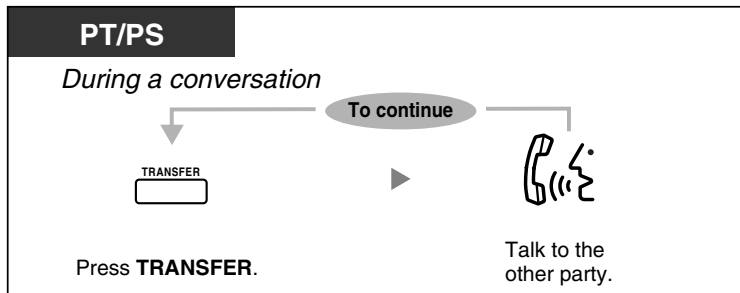 PT/PS
During a conversation
To continue
TRANSFER
Press TRANSFER.
Talk to the
other party.